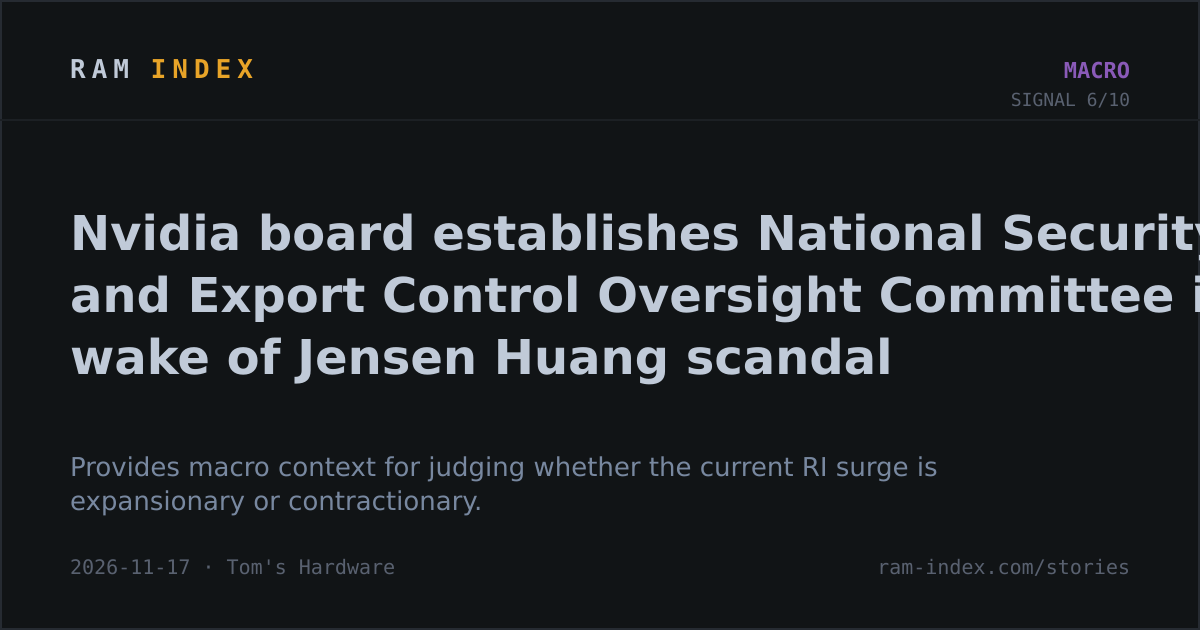 RAM INDEX
MACRO
SIGNAL 6/10
Nvidia board establishes National Security
and Export Control Oversight Committee i
wake of Jensen Huang scandal
Provides macro context for judging whether the current RI surge is
expansionary or contractionary.
2026-11-17 · Tom's Hardware
ram-index.com/stories